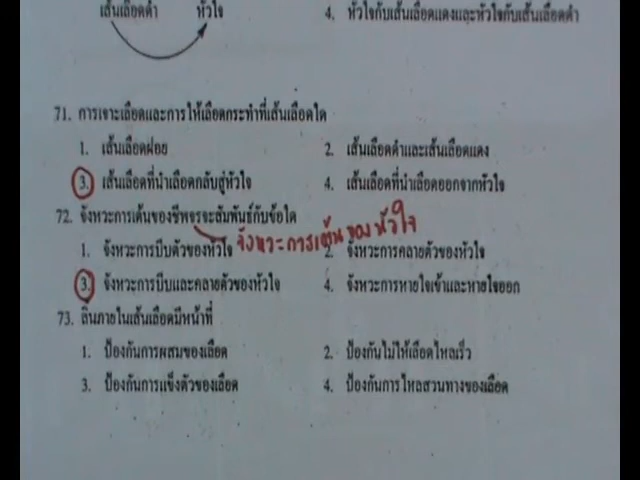 เส้นเลือดดำ หัวใจ 4. หัวใจกับเส้นเลือดแดงและหัวใจกับเส้นเลือดดำ
71. การเจาะเลือดและการให้เลือดกระทำที่เส้นเลือดใด
1. เส้นเลือดฝอย 2. เส้นเลือดดำและเส้นเลือดแดง
3. เส้นเลือดที่นำเลือดกลับสู่หัวใจ 4. เส้นเลือดที่นำเลือดออกจากหัวใจ
72. จังหวะการเต้นของชีพจรจะสัมพันธ์กับข้อใด
จังหวะการเต้นของหัวใจ
1. จังหวะการบีบตัวของหัวใจ 2. จังหวะการคลายตัวของหัวใจ
3. จังหวะการบีบและคลายตัวของหัวใจ 4. จังหวะการหายใจเข้าและหายใจออก
73. ลิ้นภายในเส้นเลือดมีหน้าที่
1. ป้องกันการผสมของเลือด 2. ป้องกันไม่ให้เลือดไหลเร็ว
3. ป้องกันการแข็งตัวของเลือด 4. ป้องกันการไหลสวนทางของเลือด